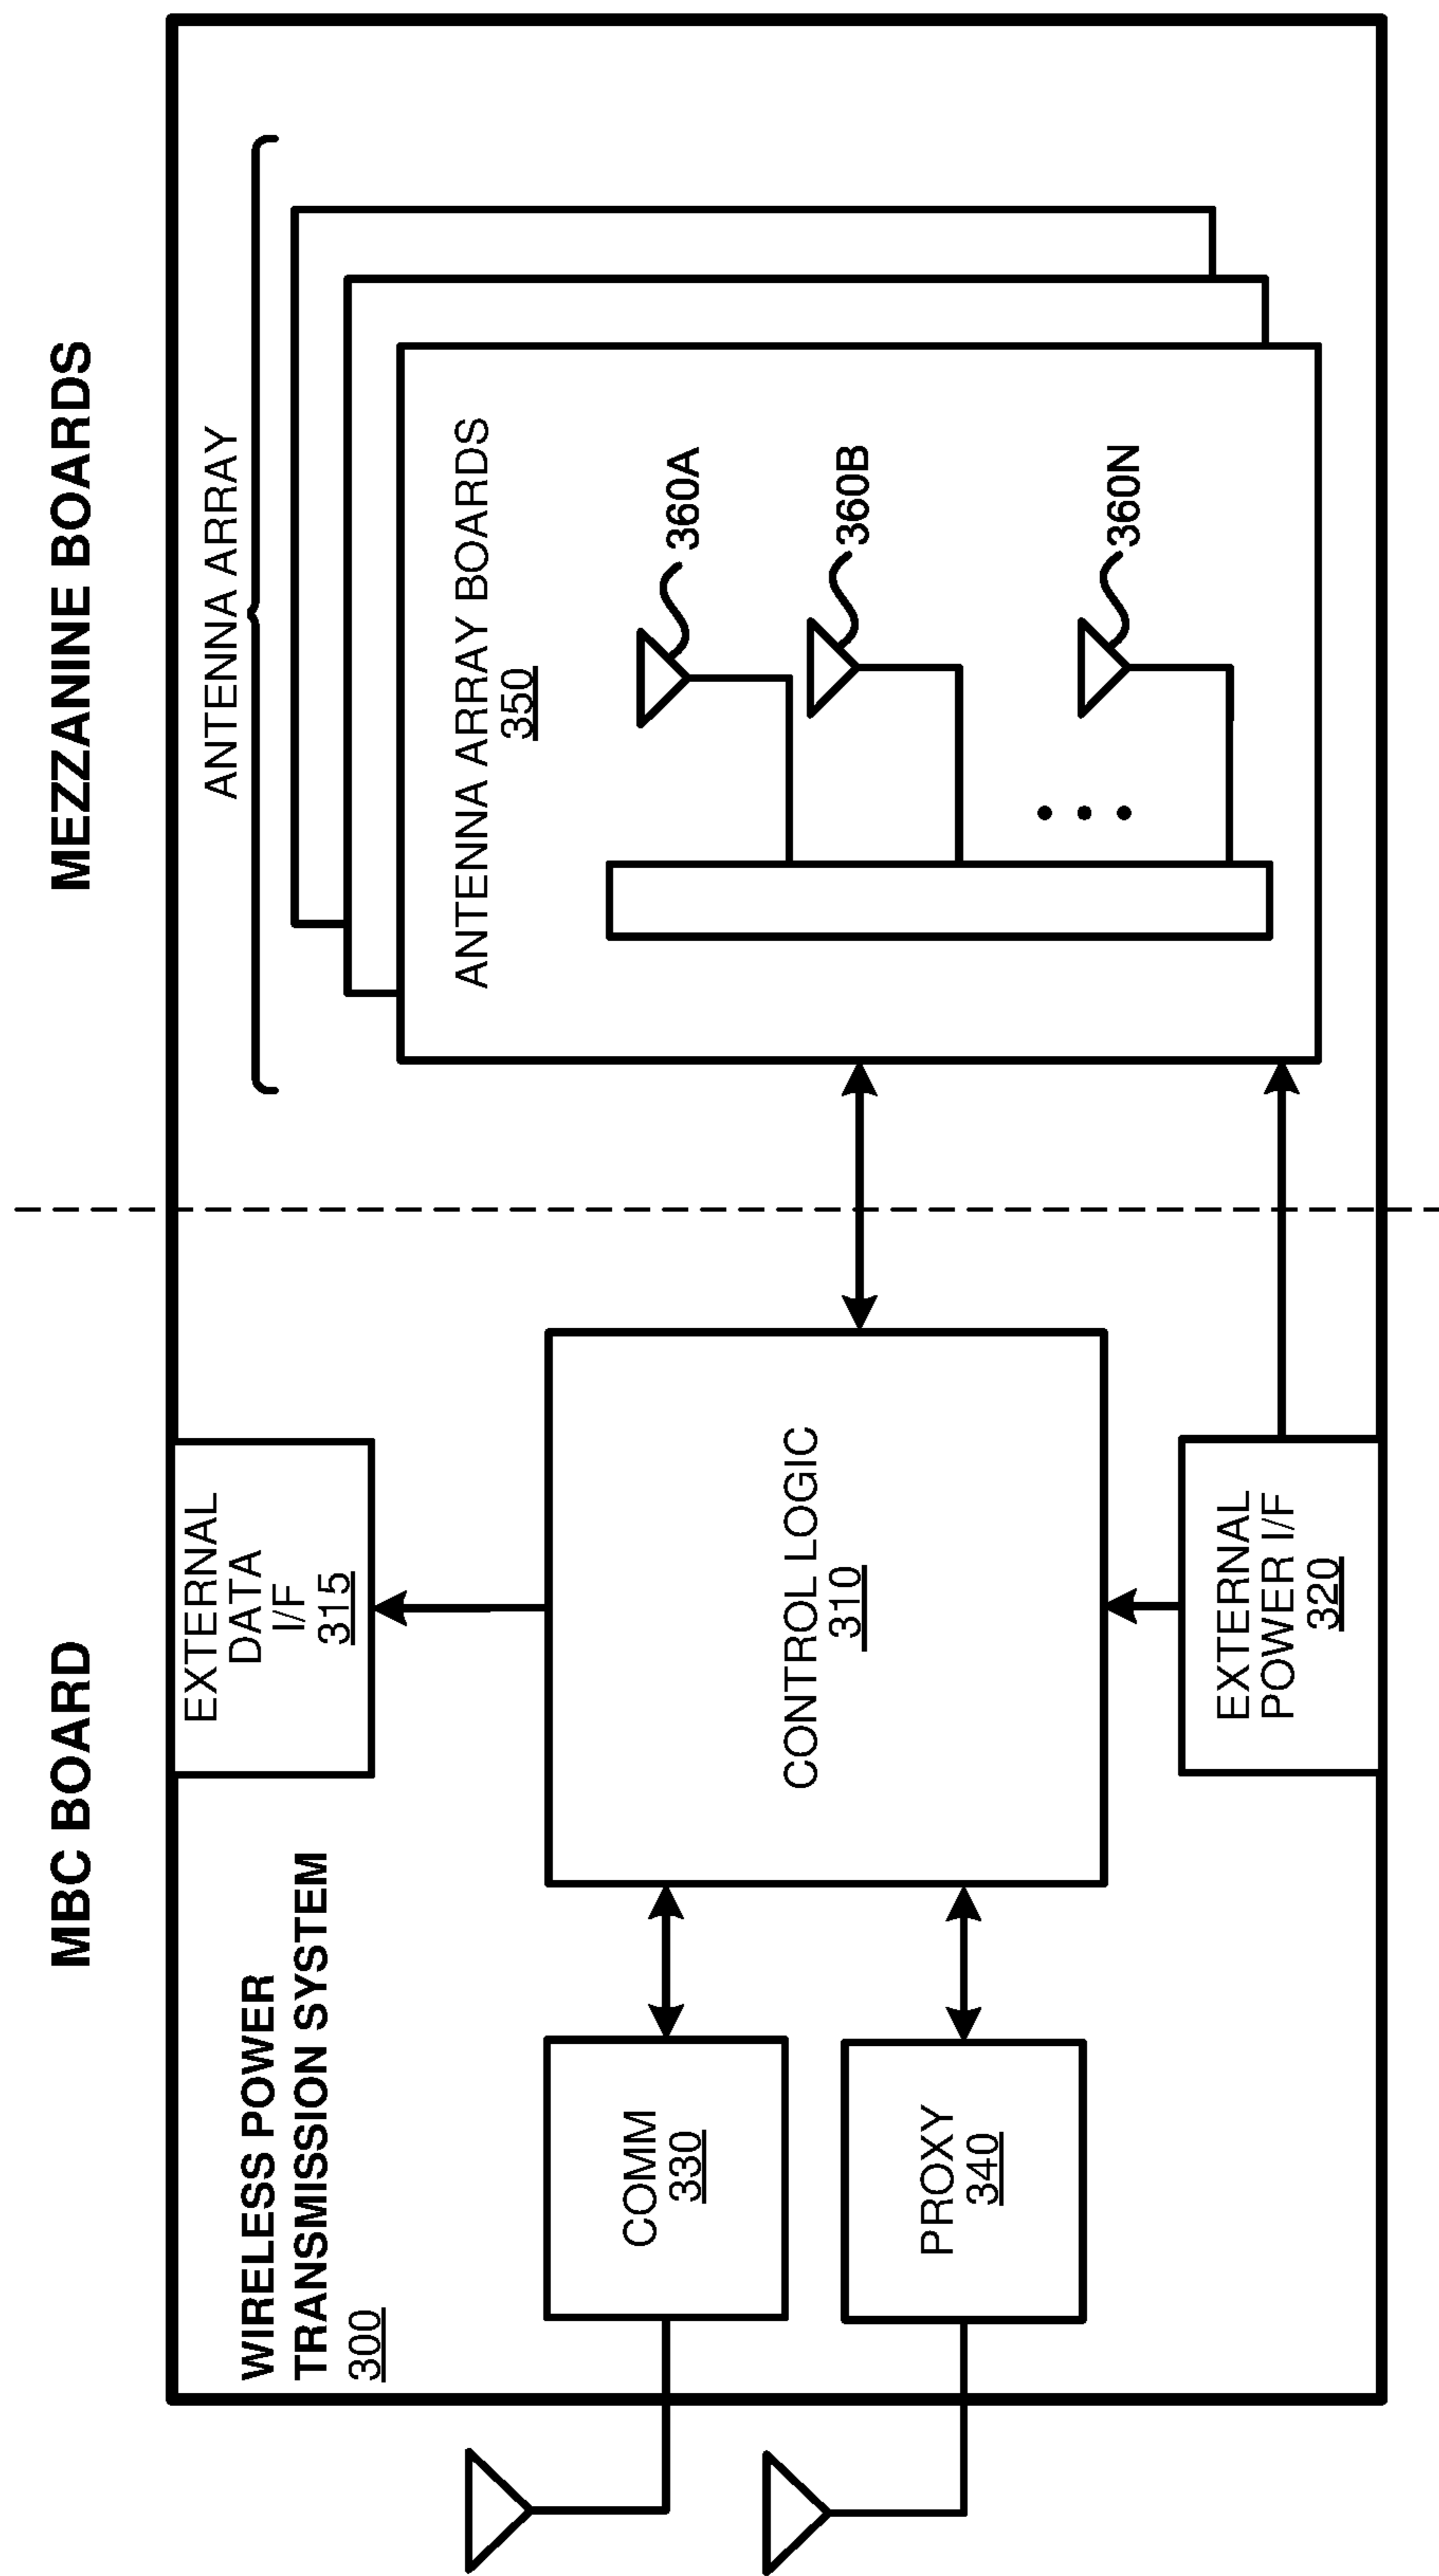 MBC BOARD
MEZZANINE BOARDS
WIRELESS POWER
TRANSMISSION SYSTEM
300
EXTERNAL
DATA
I/F
315
ANTENNA ARRAY
ANTENNA ARRAY BOARDS
350
360A
360B
360N
COMM
330
CONTROL LOGIC
310
PROXY
340
EXTERNAL
POWER I/F
320